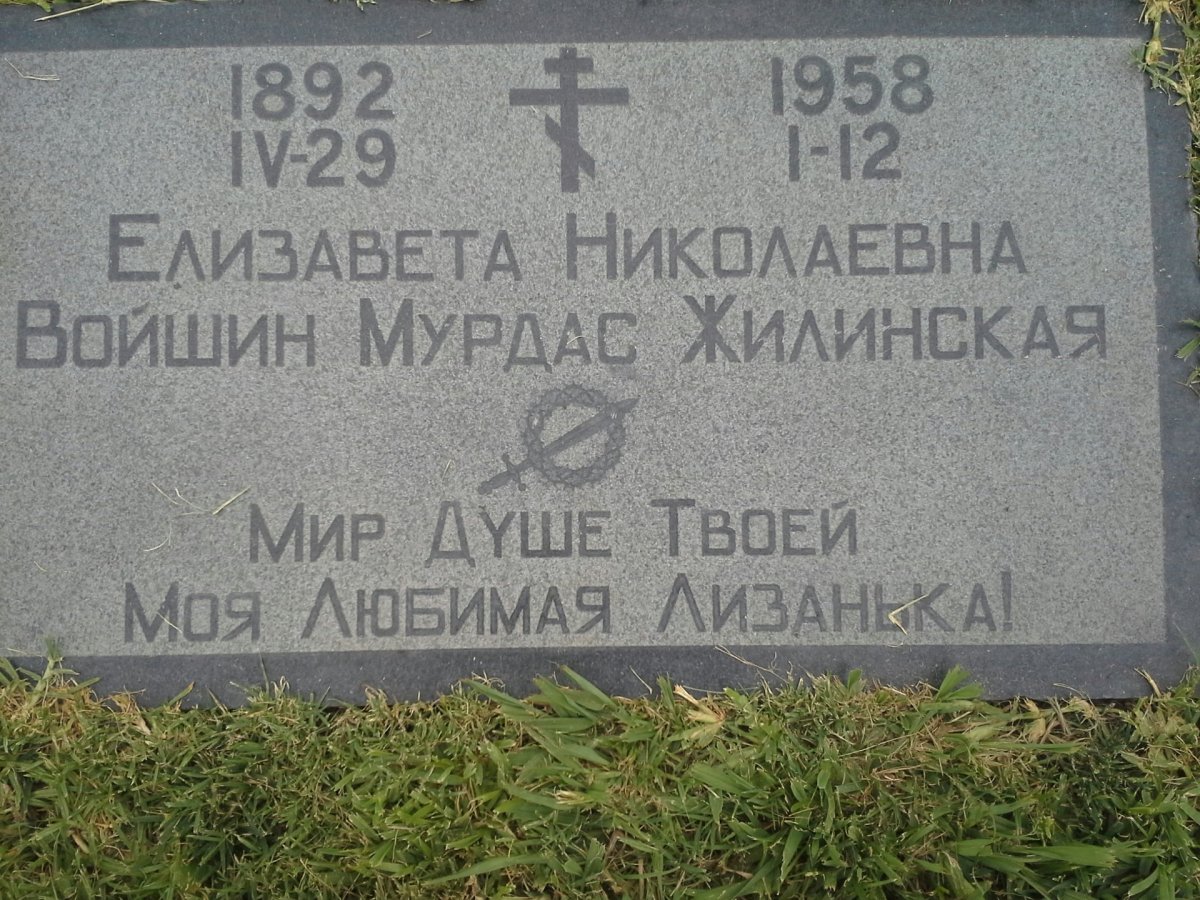 1892 1958
IV-29 I-12
Елизавета Николаевна
Войшин Мурдас Жилинская
Мир Душе Твоей
Моя Любимая Лизанька!